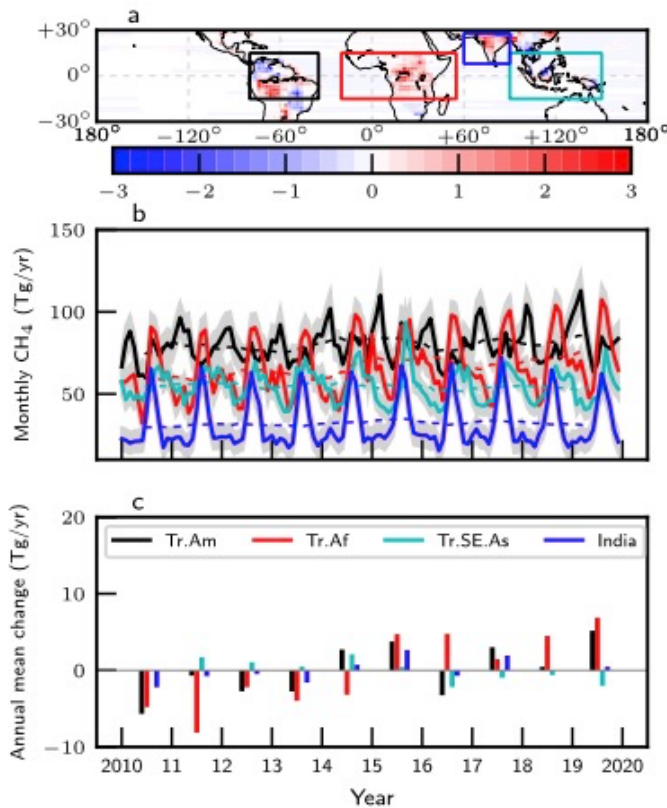 a
+30°
0°
−30°
180° −60° 0° +60° +120° 180°
−3 −2 −1 0 1 2 3
b
Monthly CH₄ (Tg/yr)
150
100
50
c
Annual mean change (Tg/yr)
20
10
0
−10
Tr.Am Tr.Af Tr.SE.As India
2010 11 12 13 14 15 16 17 18 19 2020
Year